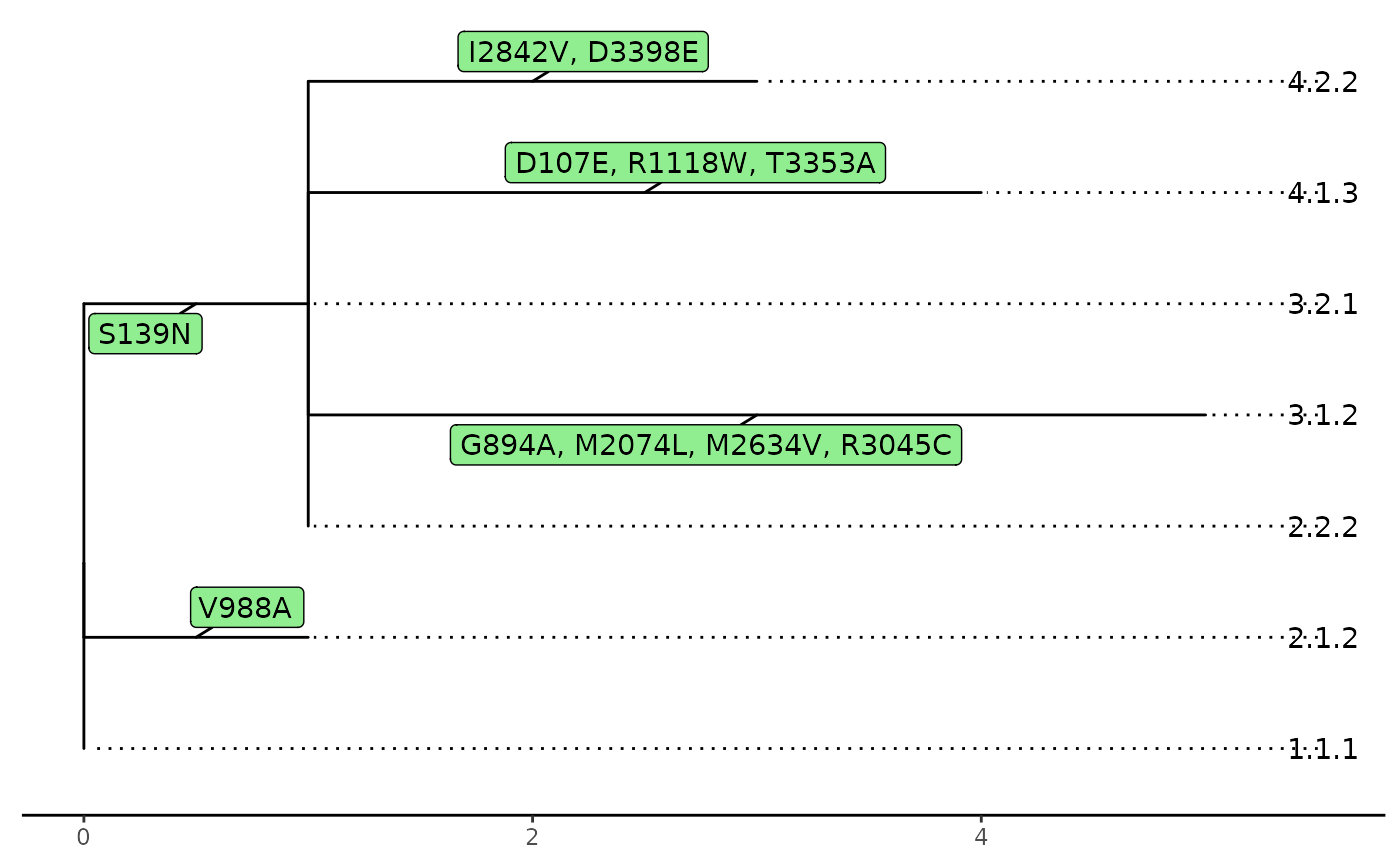 I2842V, D3398E
4.2.2
D107E, R1118W, T3353A
4.1.3
3.2.1
S139N
3.1.2
G894A, M2074L, M2634V, R3045C
2.2.2
V988A
2.1.2
1.1.1
0 2 4